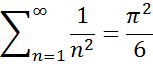 ∑_{n=1}^{∞} 1/n² = π²/6